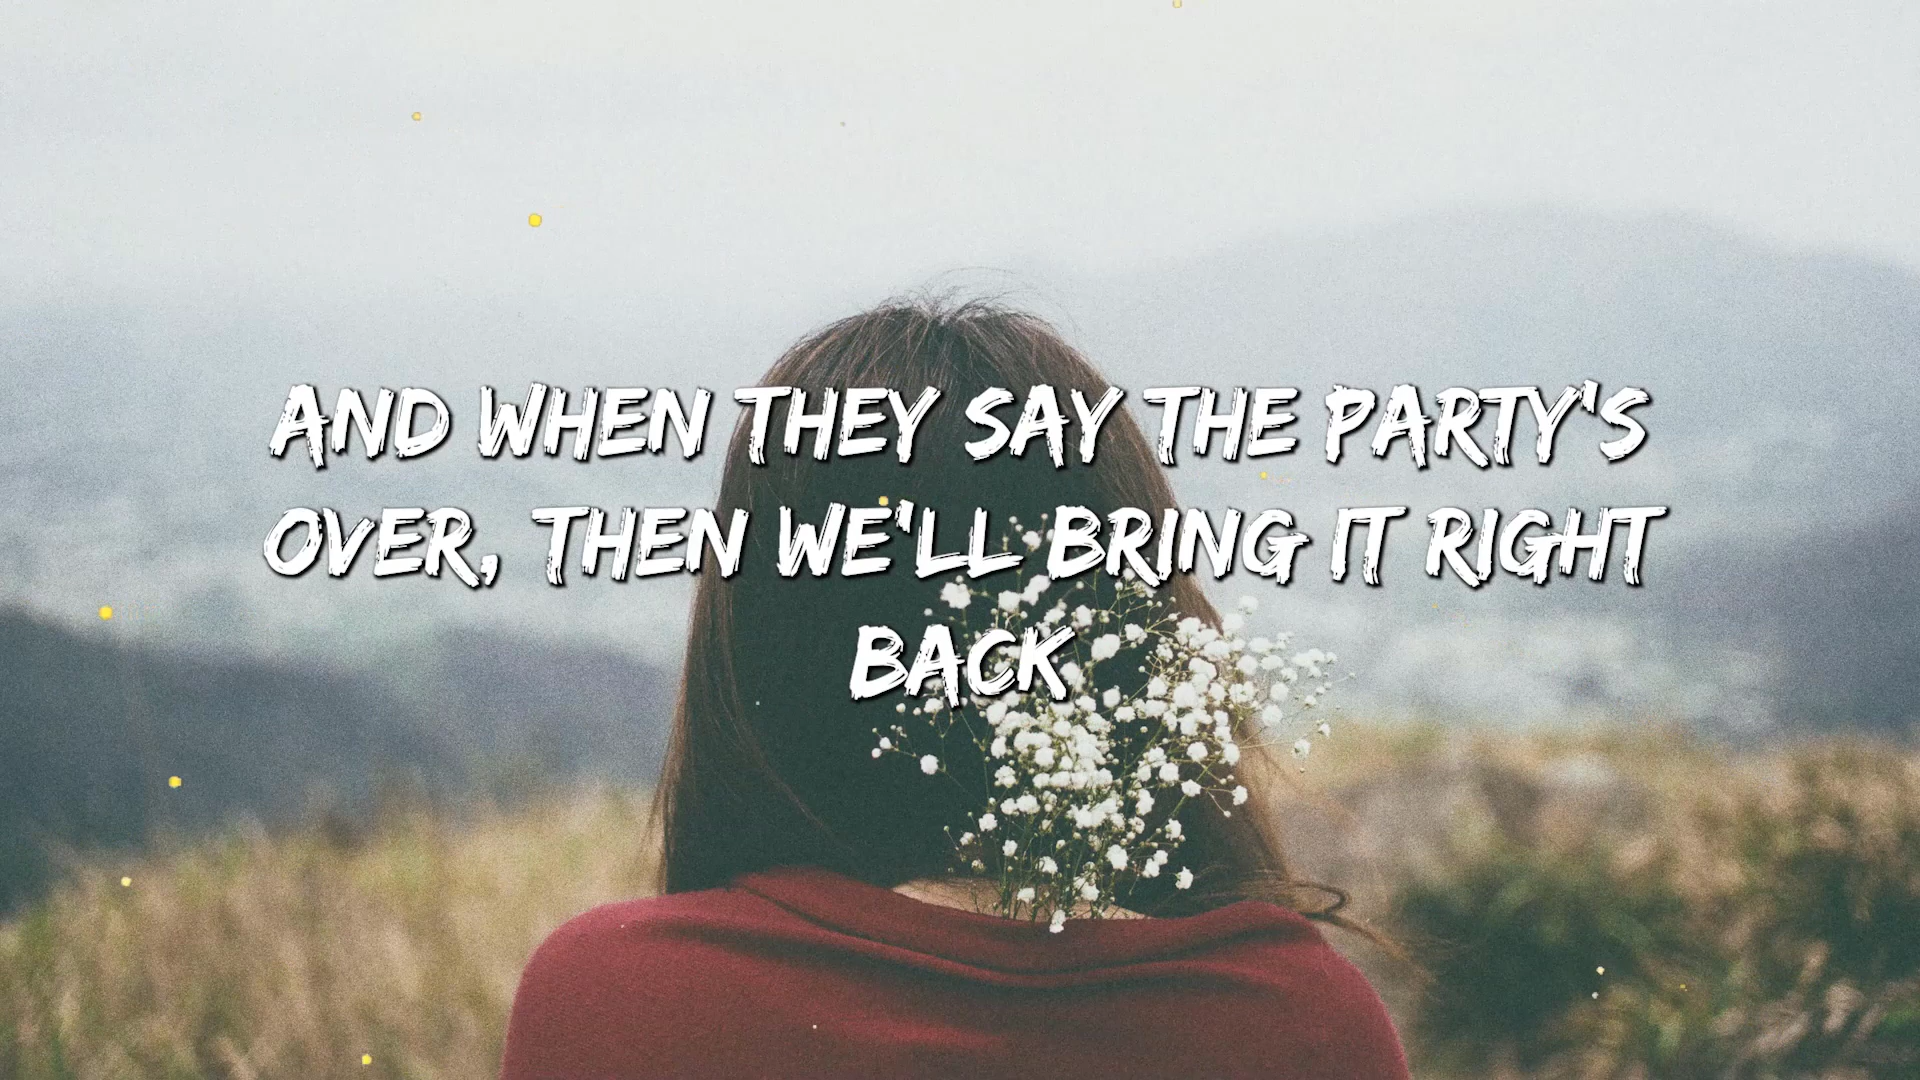 AND WHEN THEY SAY THE PARTY'S
OVER, THEN WE'LL BRING IT RIGHT
BACK